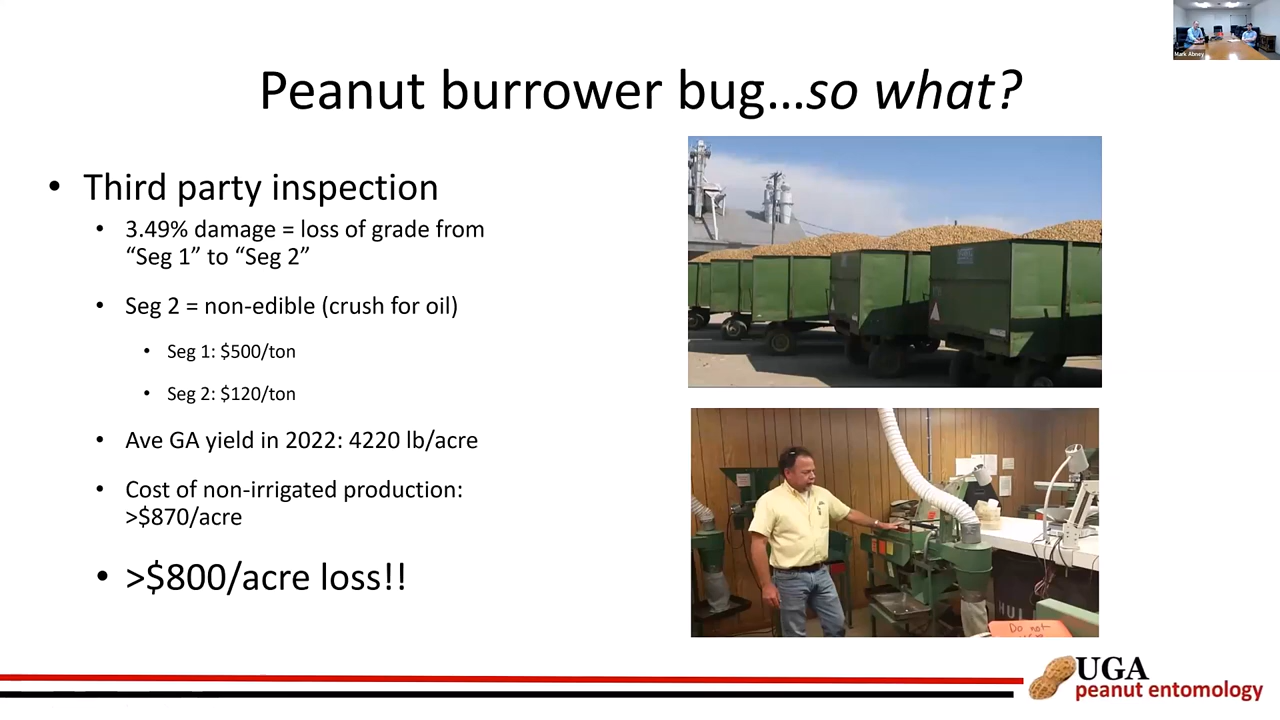 Mark Abney
Peanut burrower bug...so what?
• Third party inspection
• 3.49% damage = loss of grade from
“Seg 1” to “Seg 2”
• Seg 2 = non-edible (crush for oil)
• Seg 1: $500/ton
• Seg 2: $120/ton
• Ave GA yield in 2022: 4220 lb/acre
• Cost of non-irrigated production:
>$870/acre
• >$800/acre loss!!
HUL
Do not
UGA
peanut entomology